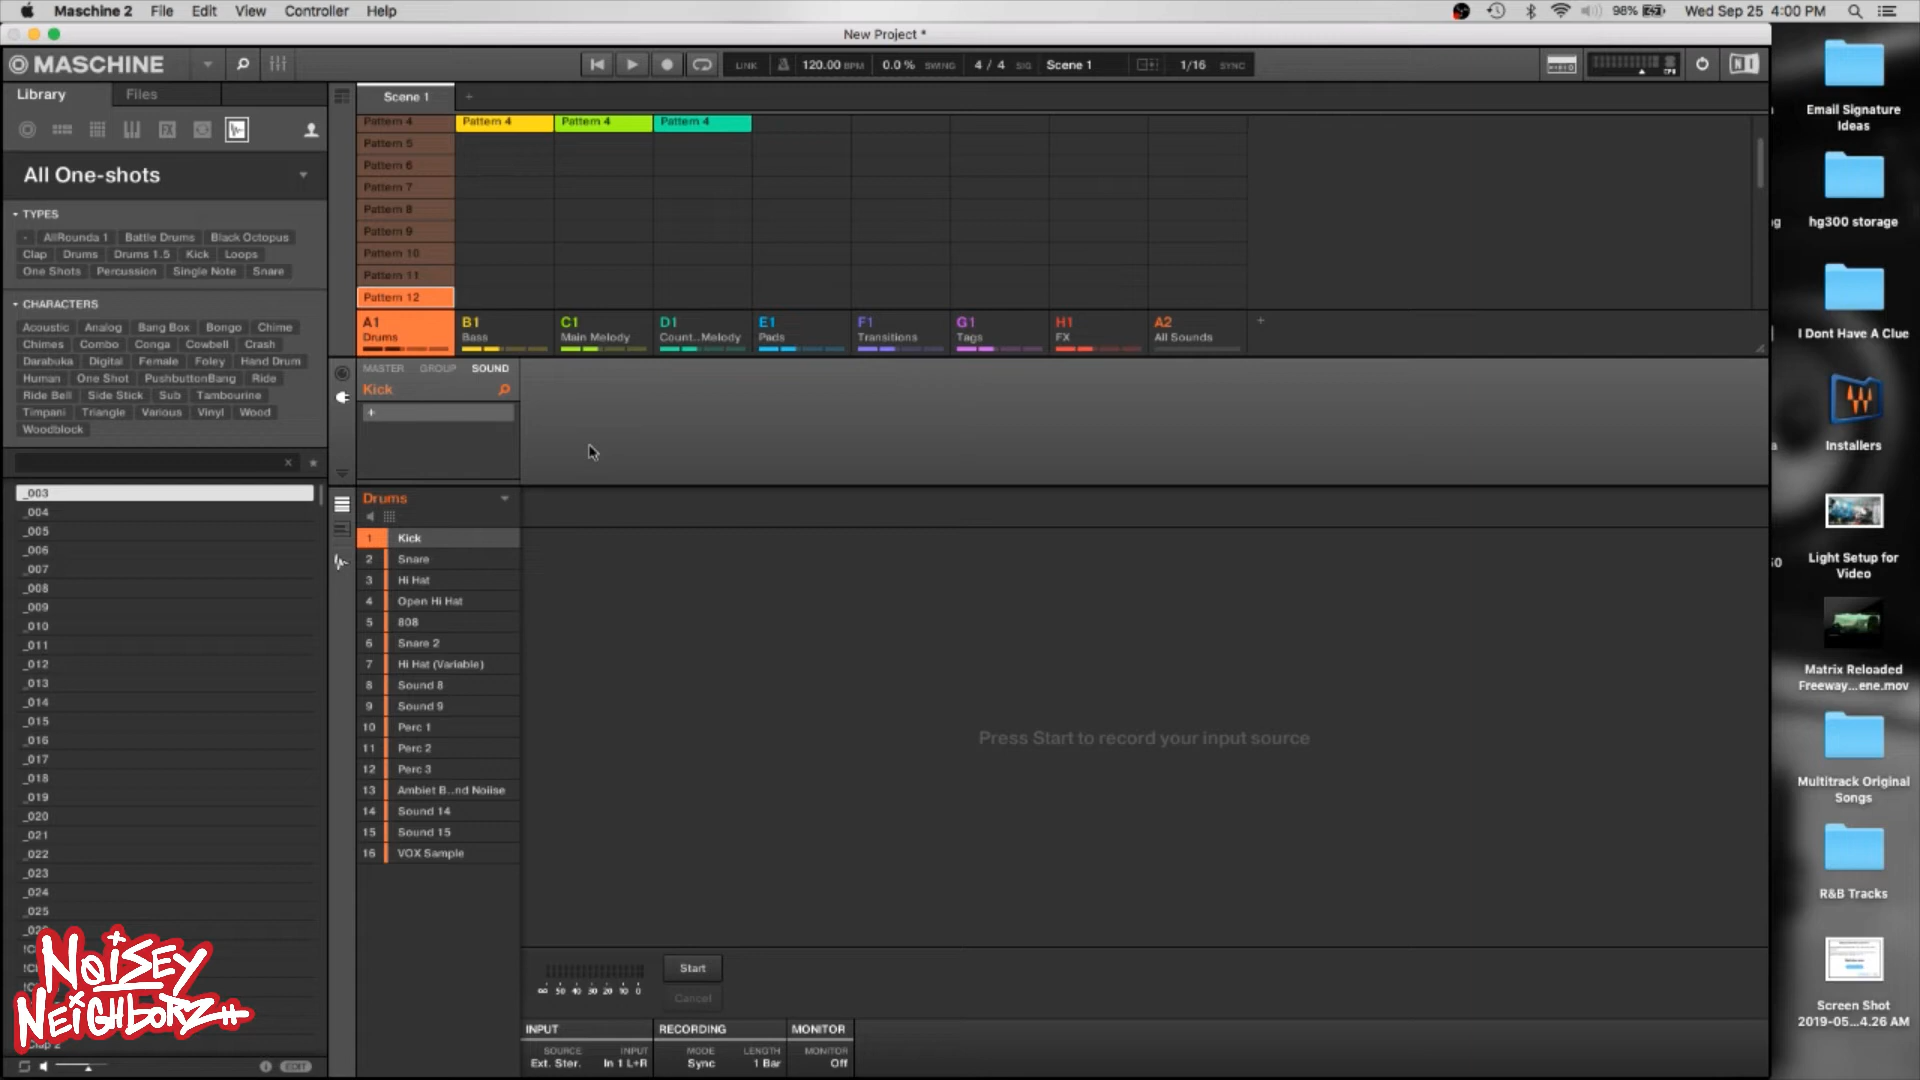 Maschine 2 File Edit View Controller Help
98% Wed Sep 25 4:00 PM
New Project *
MASCHINE
LINK 120.00 BPM 0.0 % SWING 4 / 4 SIG Scene 1 1/16 SYNC
Library Files
Scene 1 +
All One-shots
TYPES
- AllRounda 1 Battle Drums Black Octopus
Clap Drums Drums 1.5 Kick Loops
One Shots Percussion Single Note Snare
CHARACTERS
Acoustic Analog Bang Box Bongo Chime
Chimes Combo Conga Cowbell Crash
Darabuka Digital Female Foley Hand Drum
Human One Shot PushbuttonBang Ride
Ride Bell Side Stick Sub Tambourine
Timpani Triangle Various Vinyl Wood
Woodblock
_003
_004
_005
_006
_007
_008
_009
_010
_011
_012
_013
_014
_015
_016
_017
_018
_019
_020
_021
_022
_023
_024
_025
Clap 2
EDIT
Pattern 4 Pattern 4 Pattern 4 Pattern 4
Pattern 5
Pattern 6
Pattern 7
Pattern 8
Pattern 9
Pattern 10
Pattern 11
Pattern 12
A1 B1 C1 D1 E1 F1 G1 H1 A2 +
Drums Bass Main Melody Count..Melody Pads Transitions Tags FX All Sounds
MASTER GROUP SOUND
Kick
+
Drums
1 Kick
2 Snare
3 Hi Hat
4 Open Hi Hat
5 808
6 Snare 2
7 Hi Hat (Variable)
8 Sound 8
9 Sound 9
10 Perc 1
11 Perc 2
12 Perc 3
13 Ambiet B..nd Noiise
14 Sound 14
15 Sound 15
16 VOX Sample
Press Start to record your input source
Start
∞ 50 40 30 20 10 0
Cancel
INPUT RECORDING MONITOR
SOURCE INPUT MODE LENGTH MONITOR
Ext. Ster. In 1 L+R Sync 1 Bar Off
Email Signature
Ideas
hg300 storage
I Dont Have A Clue
Installers
Light Setup for
Video
Matrix Reloaded
Freeway...ene.mov
Multitrack Original
Songs
R&B Tracks
Screen Shot
2019-05...4.26 AM
NOISEY
NEIGHBORZ